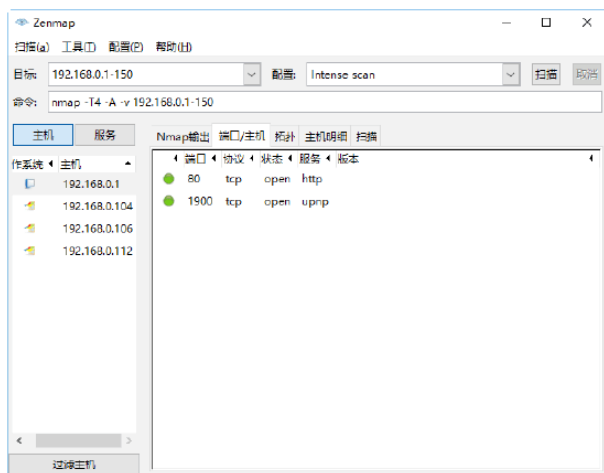 Zenmap
扫描(a) 工具(T) 配置(P) 帮助(H)
目标: 192.168.0.1-150 配置: Intense scan 扫描 取消
命令: nmap -T4 -A -v 192.168.0.1-150
主机 服务 Nmap输出 端口/主机 拓扑 主机明细 扫描
作系统 主机 端口 协议 状态 服务 版本
192.168.0.1 80 tcp open http
192.168.0.104 1900 tcp open upnp
192.168.0.106
192.168.0.112
过滤主机